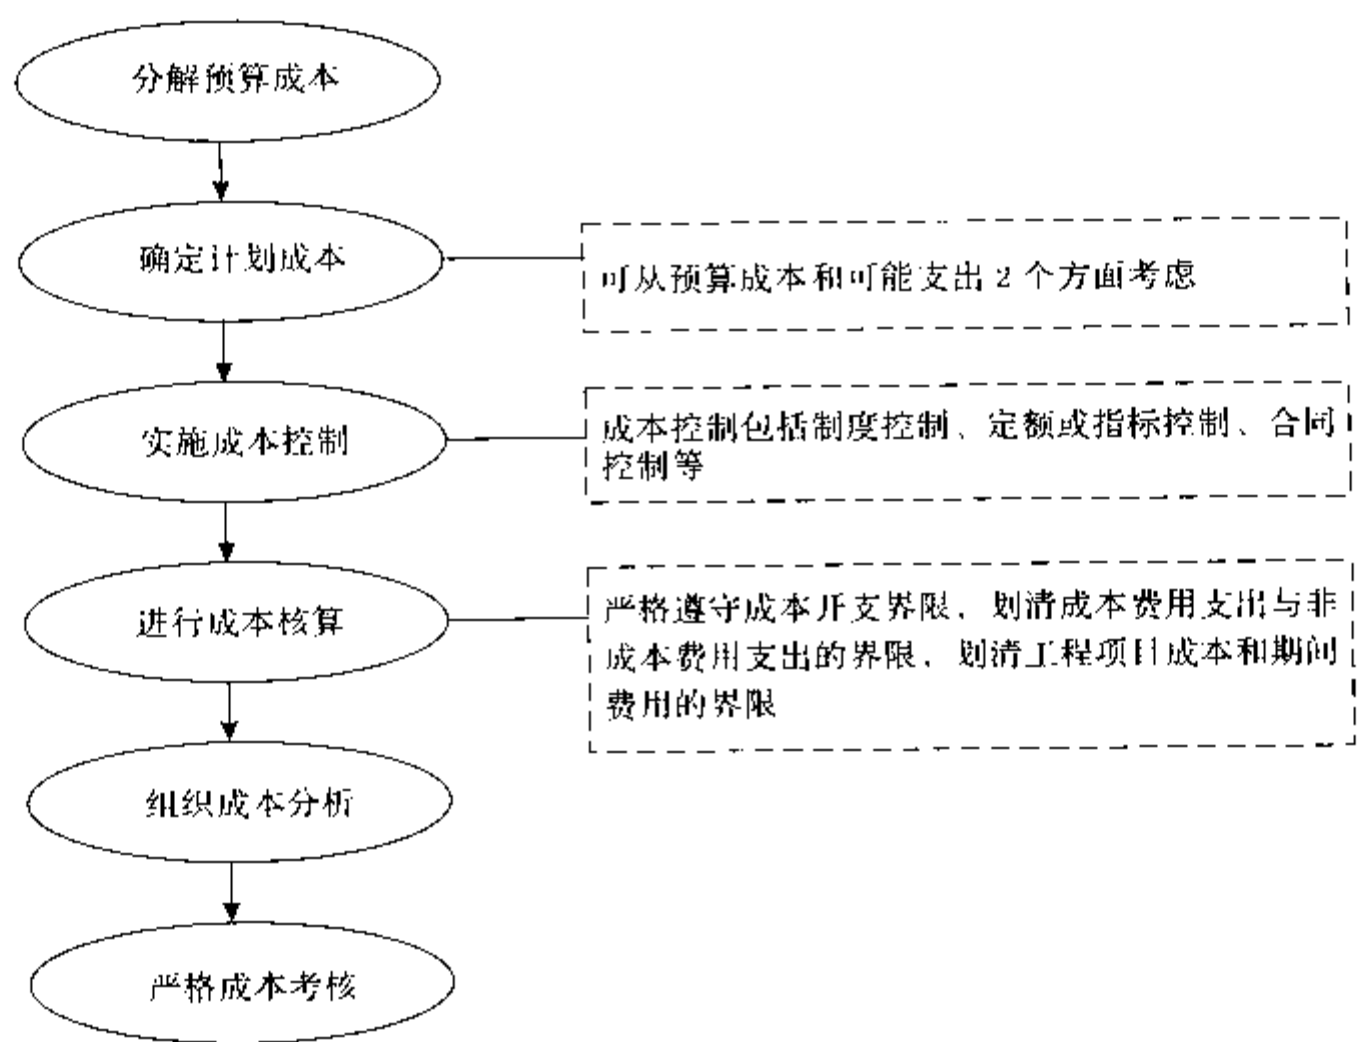 分解预算成本
确定计划成本
可从预算成本和可能支出2个方面考虑
实施成本控制
成本控制包括制度控制、定额或指标控制、合同
控制等
进行成本核算
严格遵守成本开支界限，划清成本费用支出与非
成本费用支出的界限，划清工程项目成本和期间
费用的界限
组织成本分析
严格成本考核